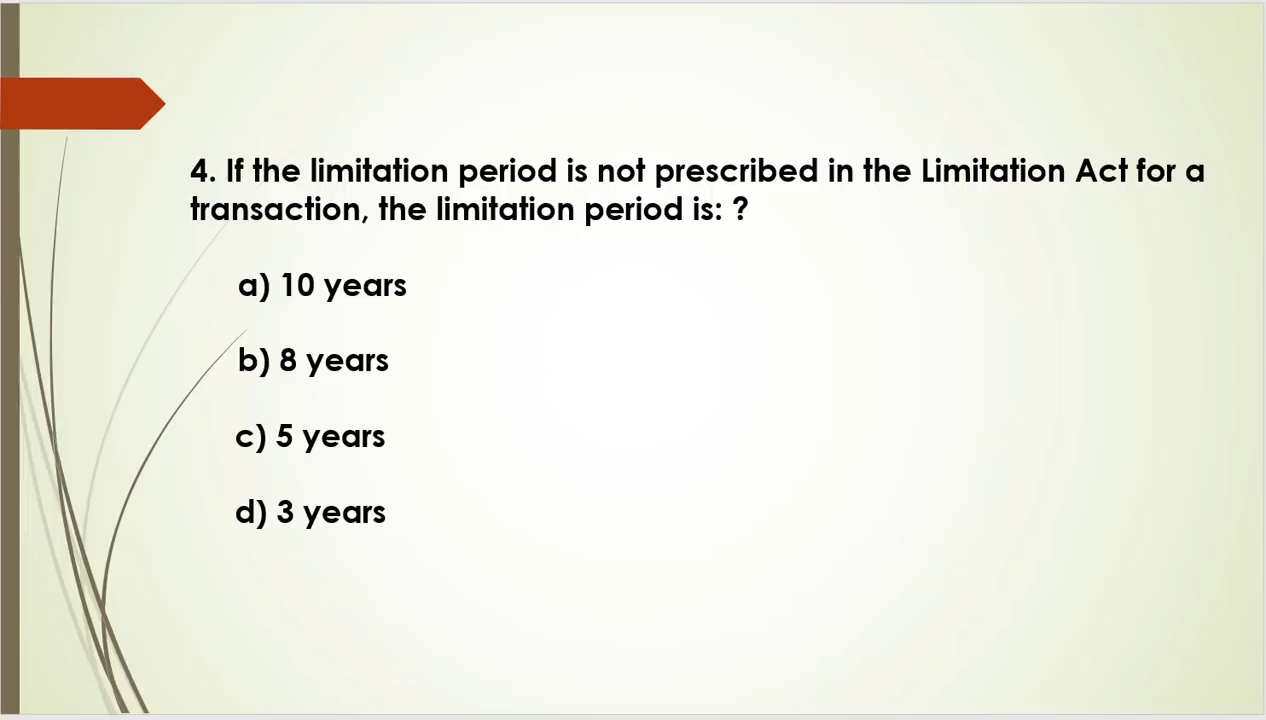 4. If the limitation period is not prescribed in the Limitation Act for a
transaction, the limitation period is: ?
a) 10 years
b) 8 years
c) 5 years
d) 3 years